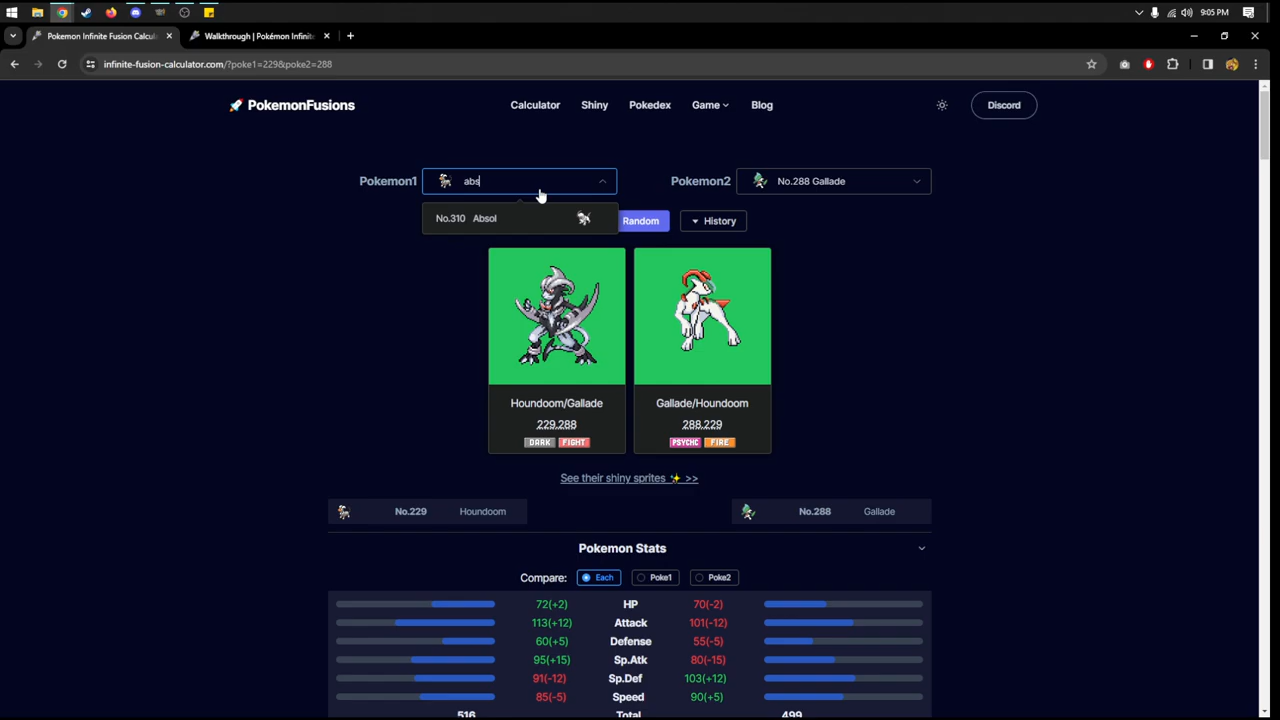 9:05 PM
Pokemon Infinite Fusion Calcula
Walkthrough | Pokémon Infinite
infinite-fusion-calculator.com/?poke1=229&poke2=288
PokemonFusions
Calculator
Shiny
Pokedex
Game
Blog
Discord
Pokemon1
abs
Pokemon2
No.288 Gallade
No.310 Absol
Random
History
Houndoom/Gallade
229.288
DARK FIGHT
Gallade/Houndoom
288.229
PSYCHC FIRE
See their shiny sprites ✨ >>
No.229 Houndoom
No.288 Gallade
Pokemon Stats
Compare: Each Poke1 Poke2
72(+2) HP 70(-2)
113(+12) Attack 101(-12)
60(+5) Defense 55(-5)
95(+15) Sp.Atk 80(-15)
91(-12) Sp.Def 103(+12)
85(-5) Speed 90(+5)
516 Total 499